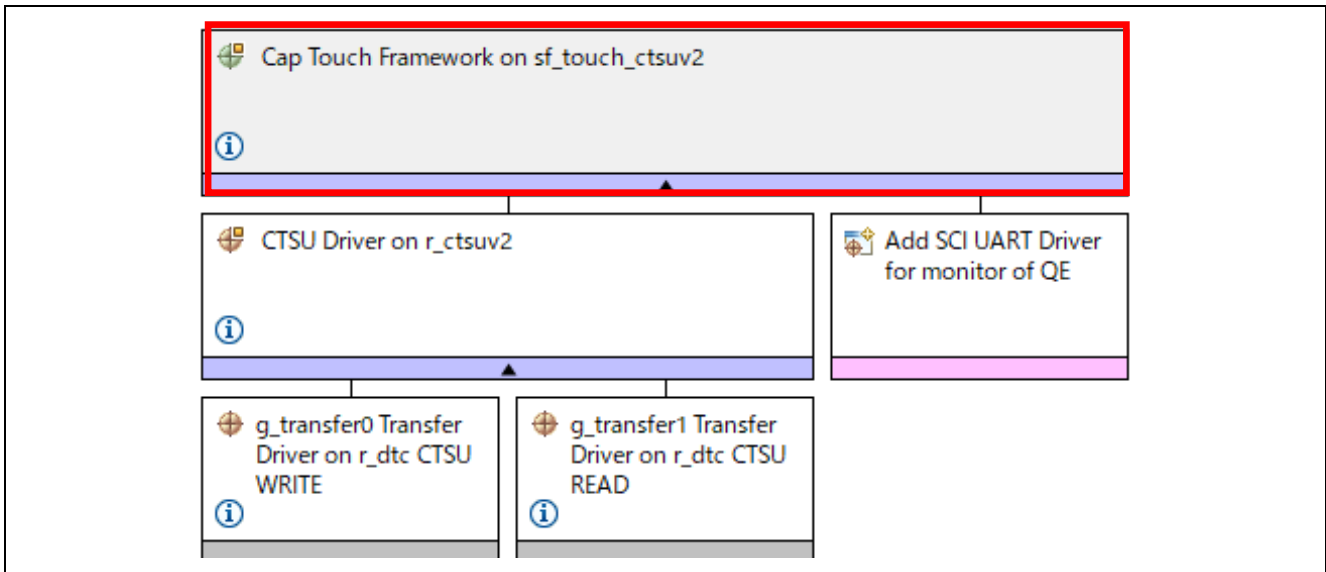 Cap Touch Framework on sf_touch_ctsuv2
CTSU Driver on r_ctsuv2
Add SCI UART Driver
for monitor of QE
g_transfer0 Transfer
Driver on r_dtc CTSU
WRITE
g_transfer1 Transfer
Driver on r_dtc CTSU
READ